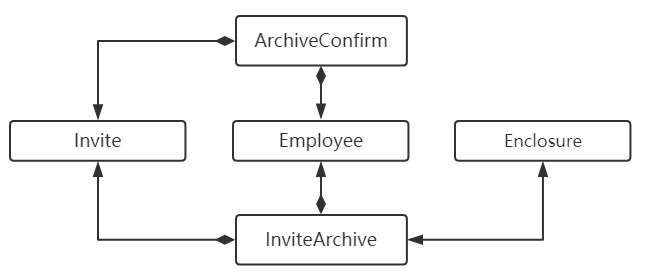 ArchiveConfirm
Invite
Employee
Enclosure
InviteArchive